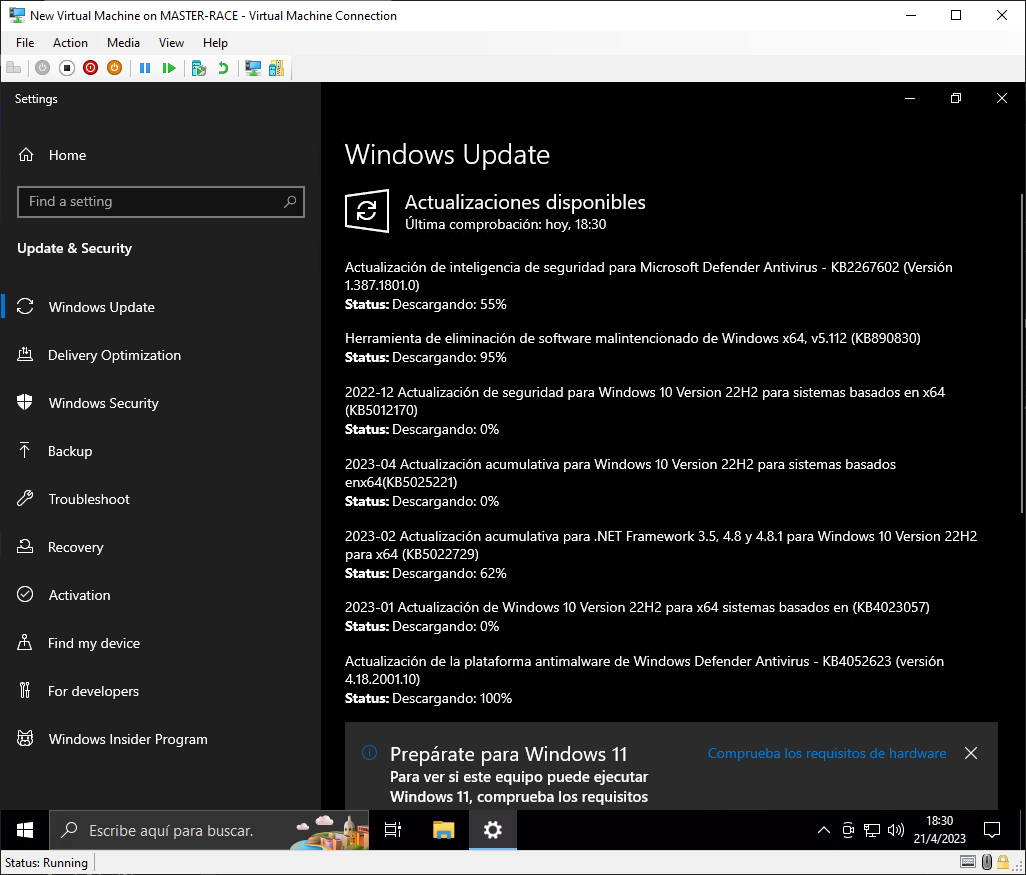 New Virtual Machine on MASTER-RACE - Virtual Machine Connection
File Action Media View Help
Settings
Home
Find a setting
Update & Security
Windows Update
Delivery Optimization
Windows Security
Backup
Troubleshoot
Recovery
Activation
Find my device
For developers
Windows Insider Program
Windows Update
Actualizaciones disponibles
Última comprobación: hoy, 18:30
Actualización de inteligencia de seguridad para Microsoft Defender Antivirus - KB2267602 (Versión
1.387.1801.0)
Status: Descargando: 55%
Herramienta de eliminación de software malintencionado de Windows x64, v5.112 (KB890830)
Status: Descargando: 95%
2022-12 Actualización de seguridad para Windows 10 Version 22H2 para sistemas basados en x64
(KB5012170)
Status: Descargando: 0%
2023-04 Actualización acumulativa para Windows 10 Version 22H2 para sistemas basados
enx64(KB5025221)
Status: Descargando: 0%
2023-02 Actualización acumulativa para .NET Framework 3.5, 4.8 y 4.8.1 para Windows 10 Version 22H2
para x64 (KB5022729)
Status: Descargando: 62%
2023-01 Actualización de Windows 10 Version 22H2 para x64 sistemas basados en (KB4023057)
Status: Descargando: 0%
Actualización de la plataforma antimalware de Windows Defender Antivirus - KB4052623 (versión
4.18.2001.10)
Status: Descargando: 100%
Prepárate para Windows 11
Comprueba los requisitos de hardware
Para ver si este equipo puede ejecutar
Windows 11, comprueba los requisitos
Escribe aquí para buscar.
18:30
21/4/2023
Status: Running